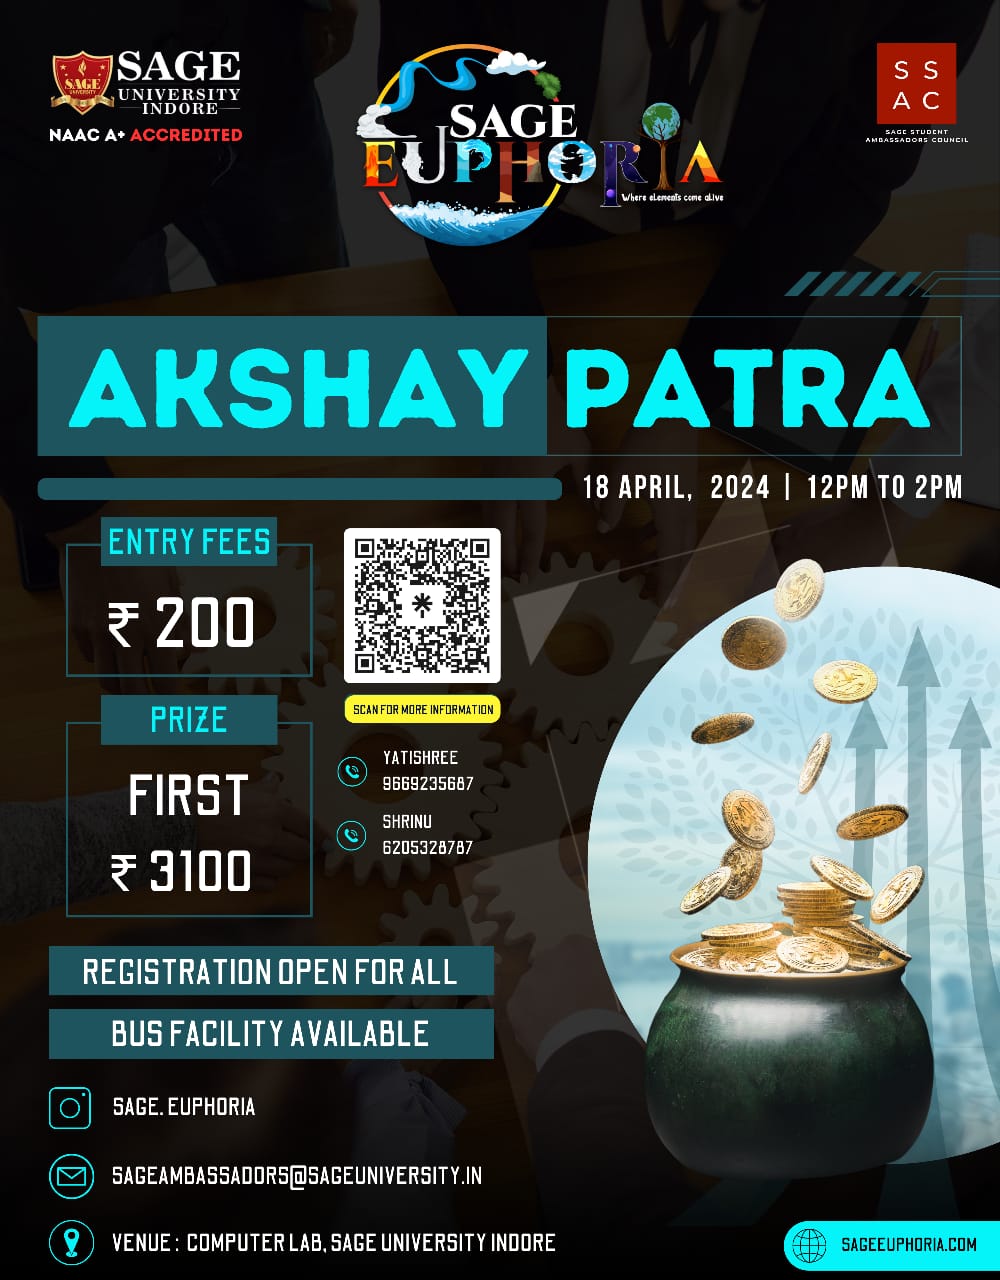 SAGE
UNIVERSITY
INDORE
NAAC A+ ACCREDITED
SAGE
UNIVERSITY
SAGE
EUPHORIA
Where elements come alive
S S
A C
SAGE STUDENT
AMBASSADORS COUNCIL
AKSHAY PATRA
18 APRIL, 2024 | 12PM TO 2PM
ENTRY FEES
₹ 200
PRIZE
FIRST
₹ 3100
SCAN FOR MORE INFORMATION
YATISHREE
9669235687
SHRINU
6205328787
REGISTRATION OPEN FOR ALL
BUS FACILITY AVAILABLE
SAGE.EUPHORIA
SAGEAMBASSADORS@SAGEUNIVERSITY.IN
VENUE : COMPUTER LAB, SAGE UNIVERSITY INDORE
SAGEEUPHORIA.COM